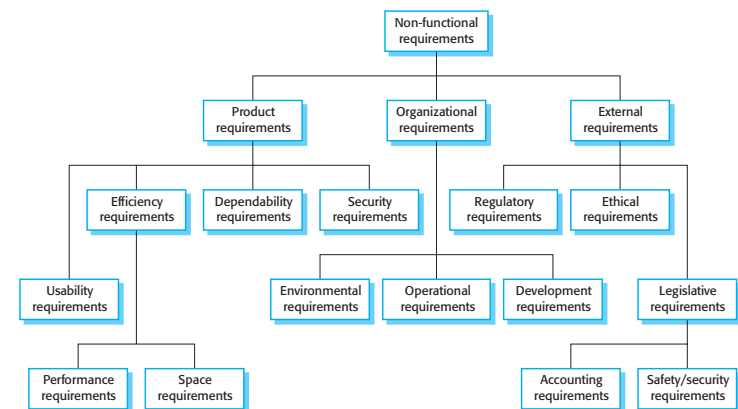 Non-functional
requirements
Product
requirements
Organizational
requirements
External
requirements
Efficiency
requirements
Dependability
requirements
Security
requirements
Regulatory
requirements
Ethical
requirements
Usability
requirements
Environmental
requirements
Operational
requirements
Development
requirements
Legislative
requirements
Performance
requirements
Space
requirements
Accounting
requirements
Safety/security
requirements